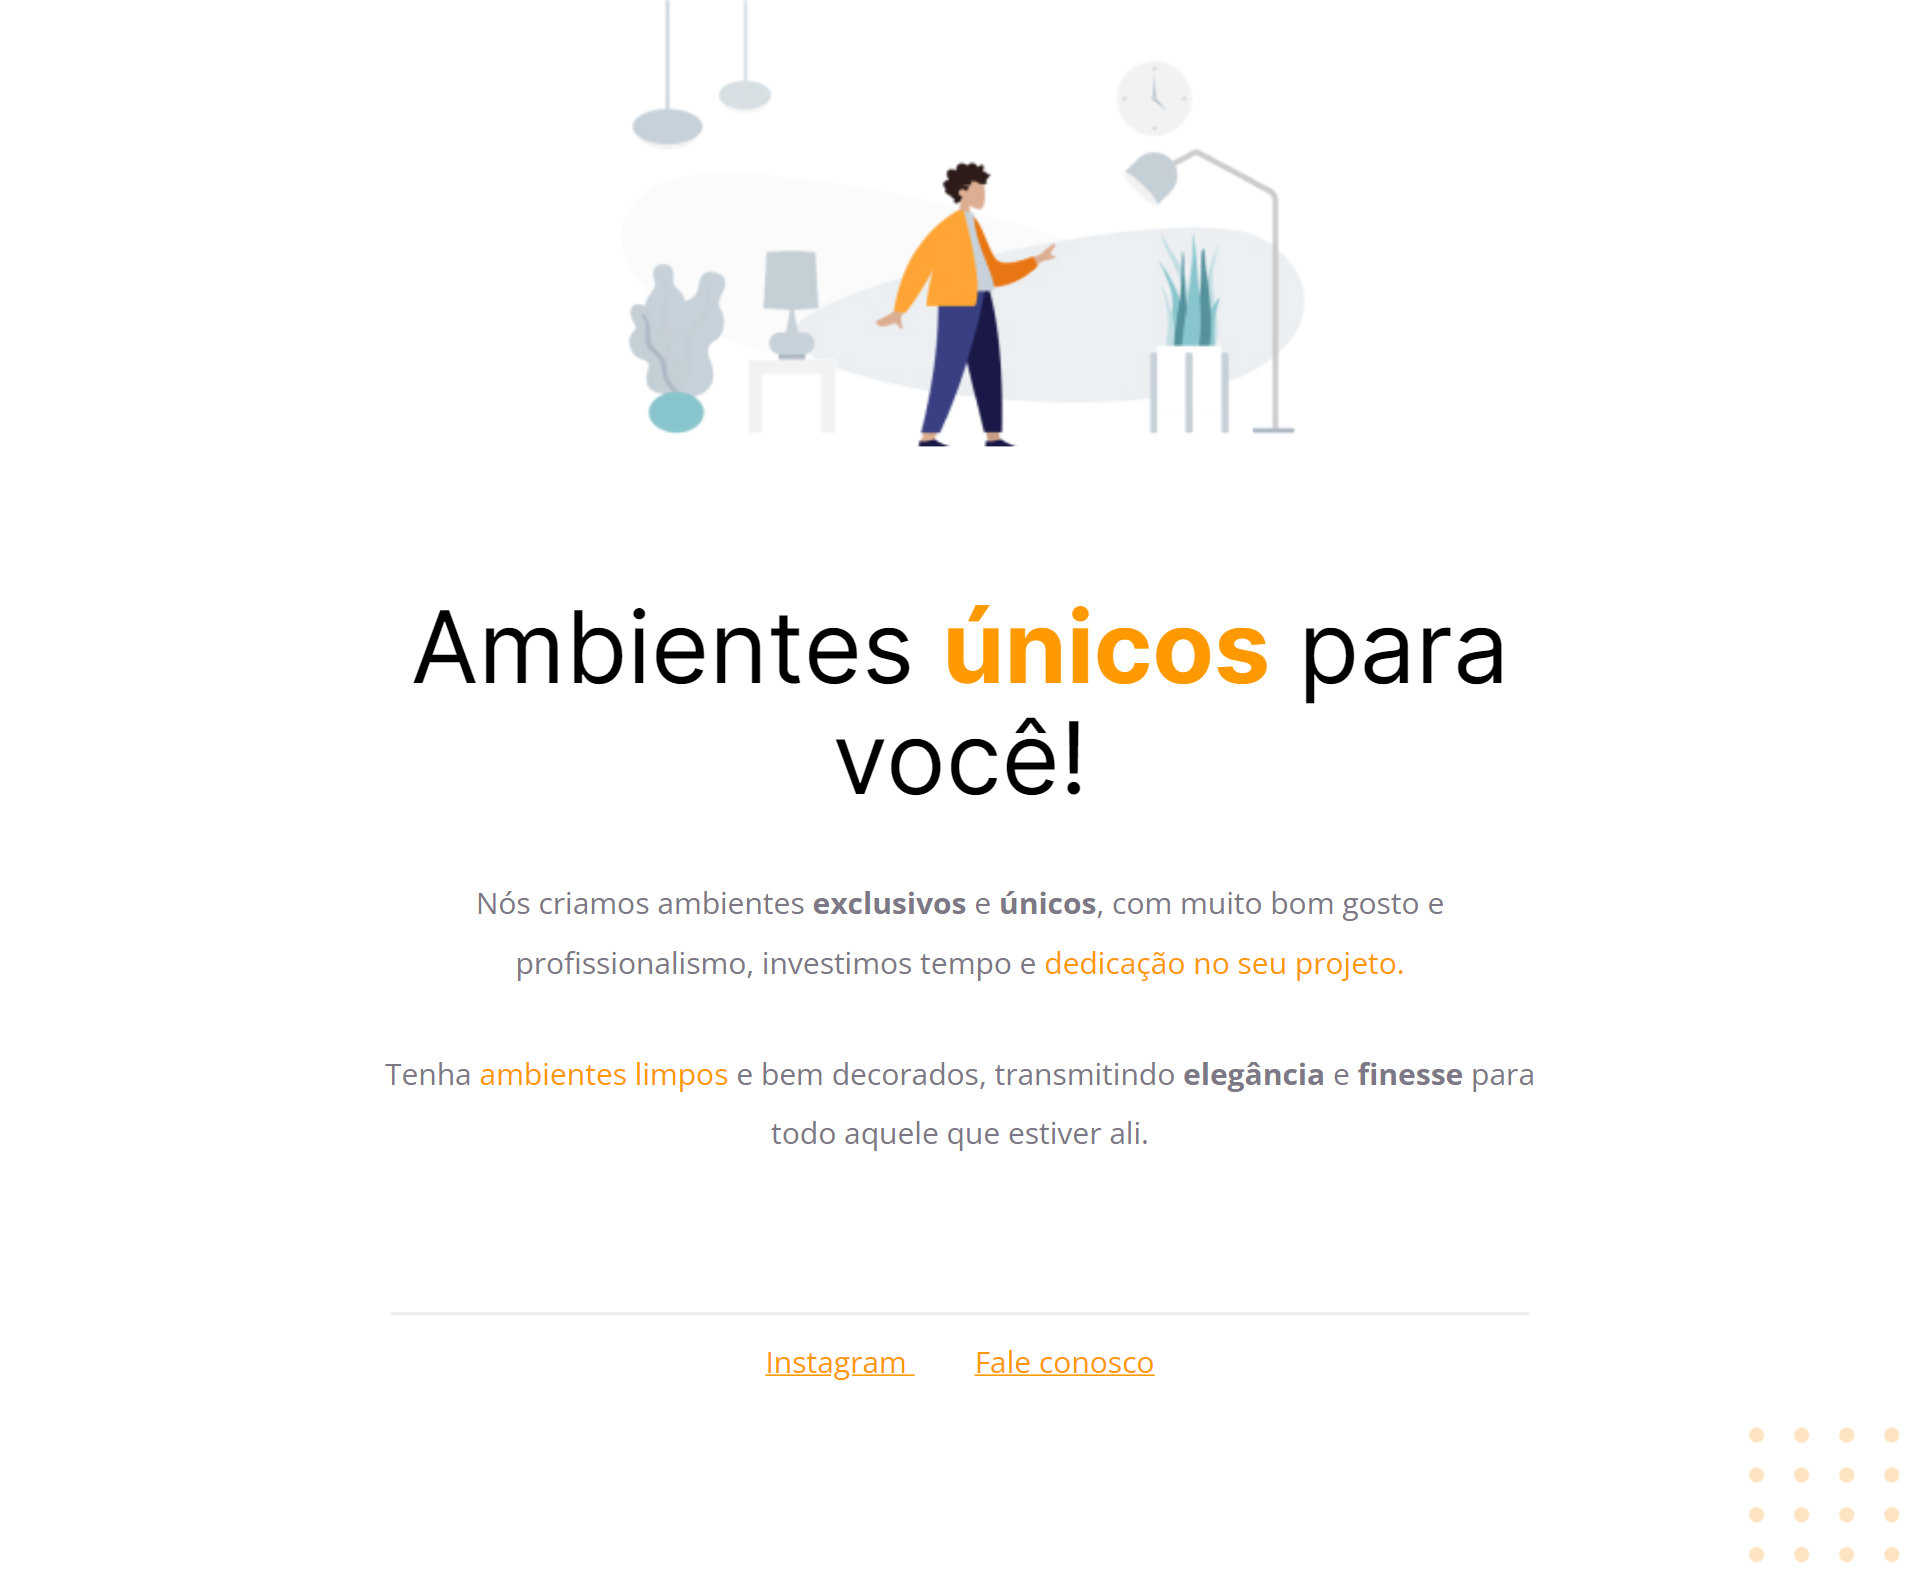 Ambientes únicos para
você!
Nós criamos ambientes exclusivos e únicos, com muito bom gosto e
profissionalismo, investimos tempo e dedicação no seu projeto.
Tenha ambientes limpos e bem decorados, transmitindo elegância e finesse para
todo aquele que estiver ali.
Instagram Fale conosco